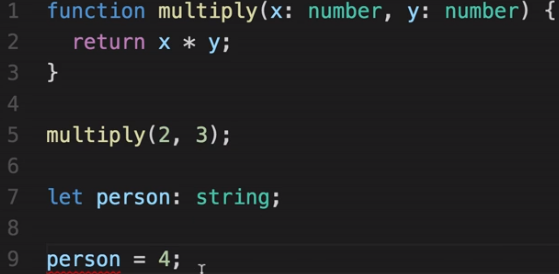 1 function multiply(x: number, y: number) {
2   return x * y;
3 }
4
5 multiply(2, 3);
6
7 let person: string;
8
9 person = 4;